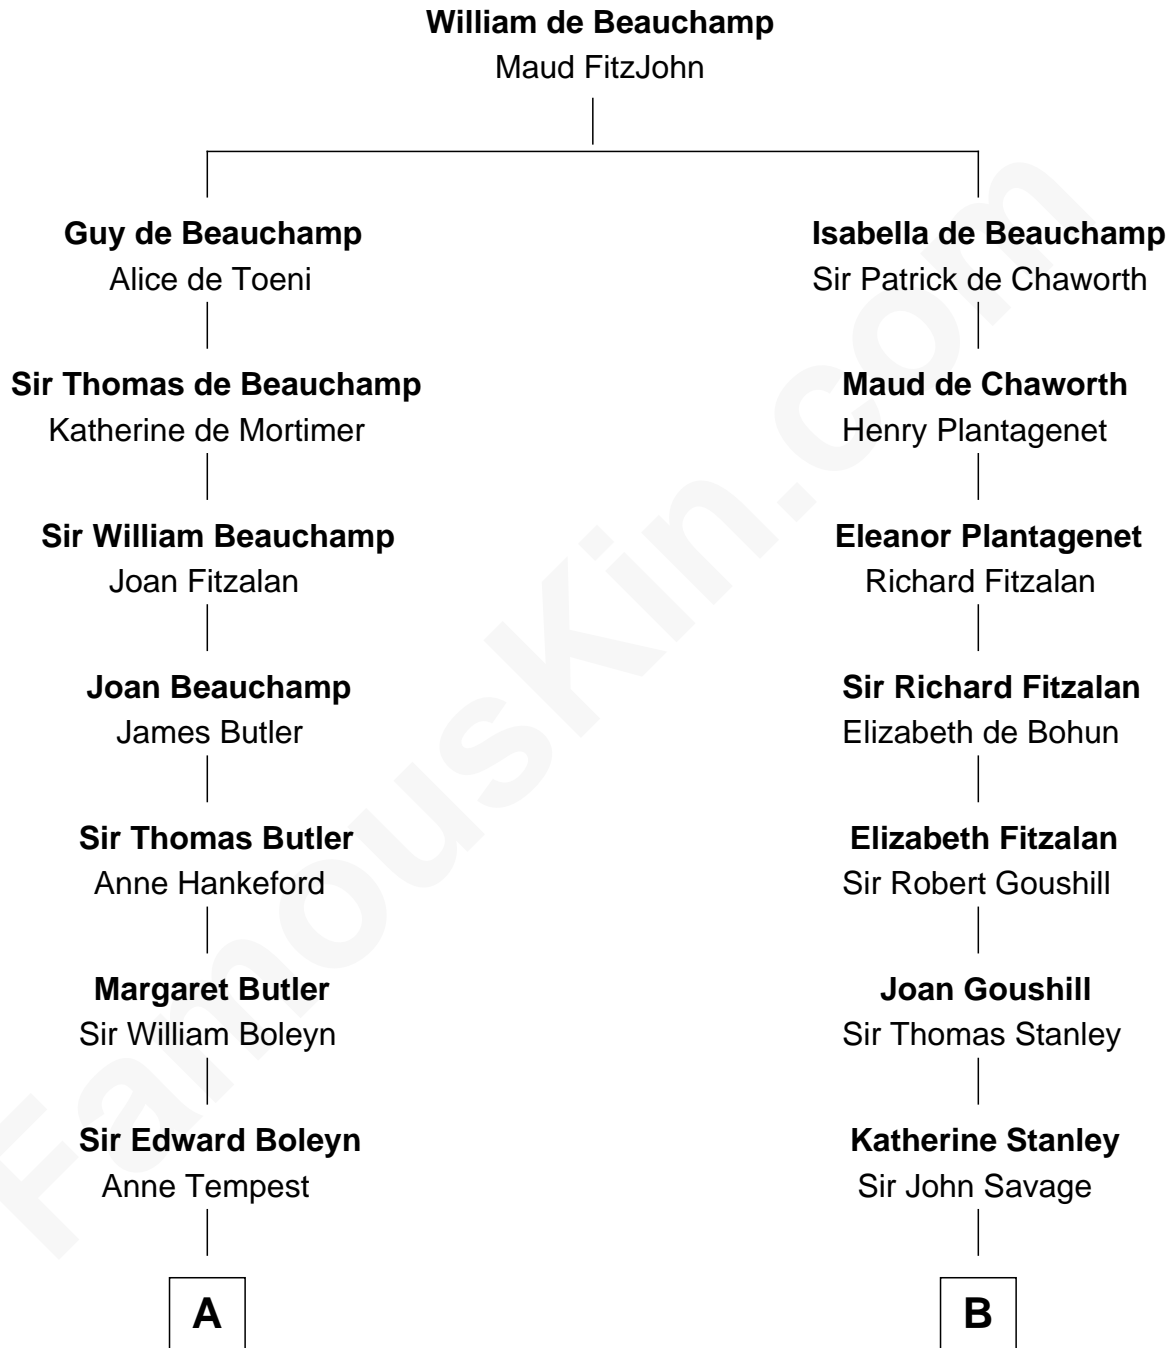 William de Beauchamp
Maud FitzJohn
Guy de Beauchamp
Alice de Toeni
Isabella de Beauchamp
Sir Patrick de Chaworth
Sir Thomas de Beauchamp
Katherine de Mortimer
Maud de Chaworth
Henry Plantagenet
Sir William Beauchamp
Joan Fitzalan
Eleanor Plantagenet
Richard Fitzalan
Joan Beauchamp
James Butler
Sir Richard Fitzalan
Elizabeth de Bohun
Sir Thomas Butler
Anne Hankeford
Elizabeth Fitzalan
Sir Robert Goushill
Margaret Butler
Sir William Boleyn
Joan Goushill
Sir Thomas Stanley
Sir Edward Boleyn
Anne Tempest
Katherine Stanley
Sir John Savage
A
B
FamousKin.com